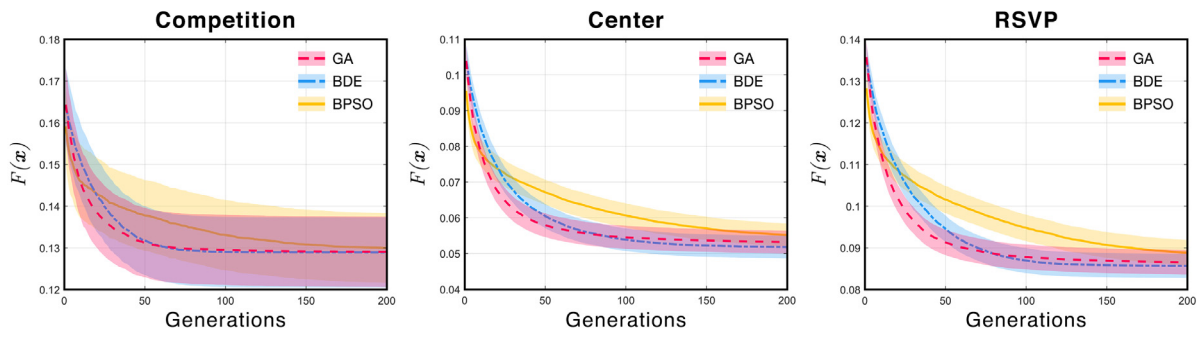 Competition
0.18
0.17
0.16
0.15
0.14
0.13
0.12
F(x)
0
50
100
150
200
Generations
GA
BDE
BPSO
Center
0.11
0.1
0.09
0.08
0.07
0.06
0.05
0.04
F(x)
0
50
100
150
200
Generations
GA
BDE
BPSO
RSVP
0.14
0.13
0.12
0.11
0.1
0.09
0.08
F(x)
0
50
100
150
200
Generations
GA
BDE
BPSO